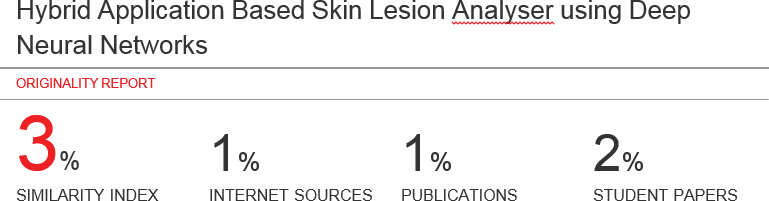 Hybrid Application Based Skin Lesion Analyser using Deep
Neural Networks
ORIGINALITY REPORT
3% 1% 1% 2%
SIMILARITY INDEX INTERNET SOURCES PUBLICATIONS STUDENT PAPERS